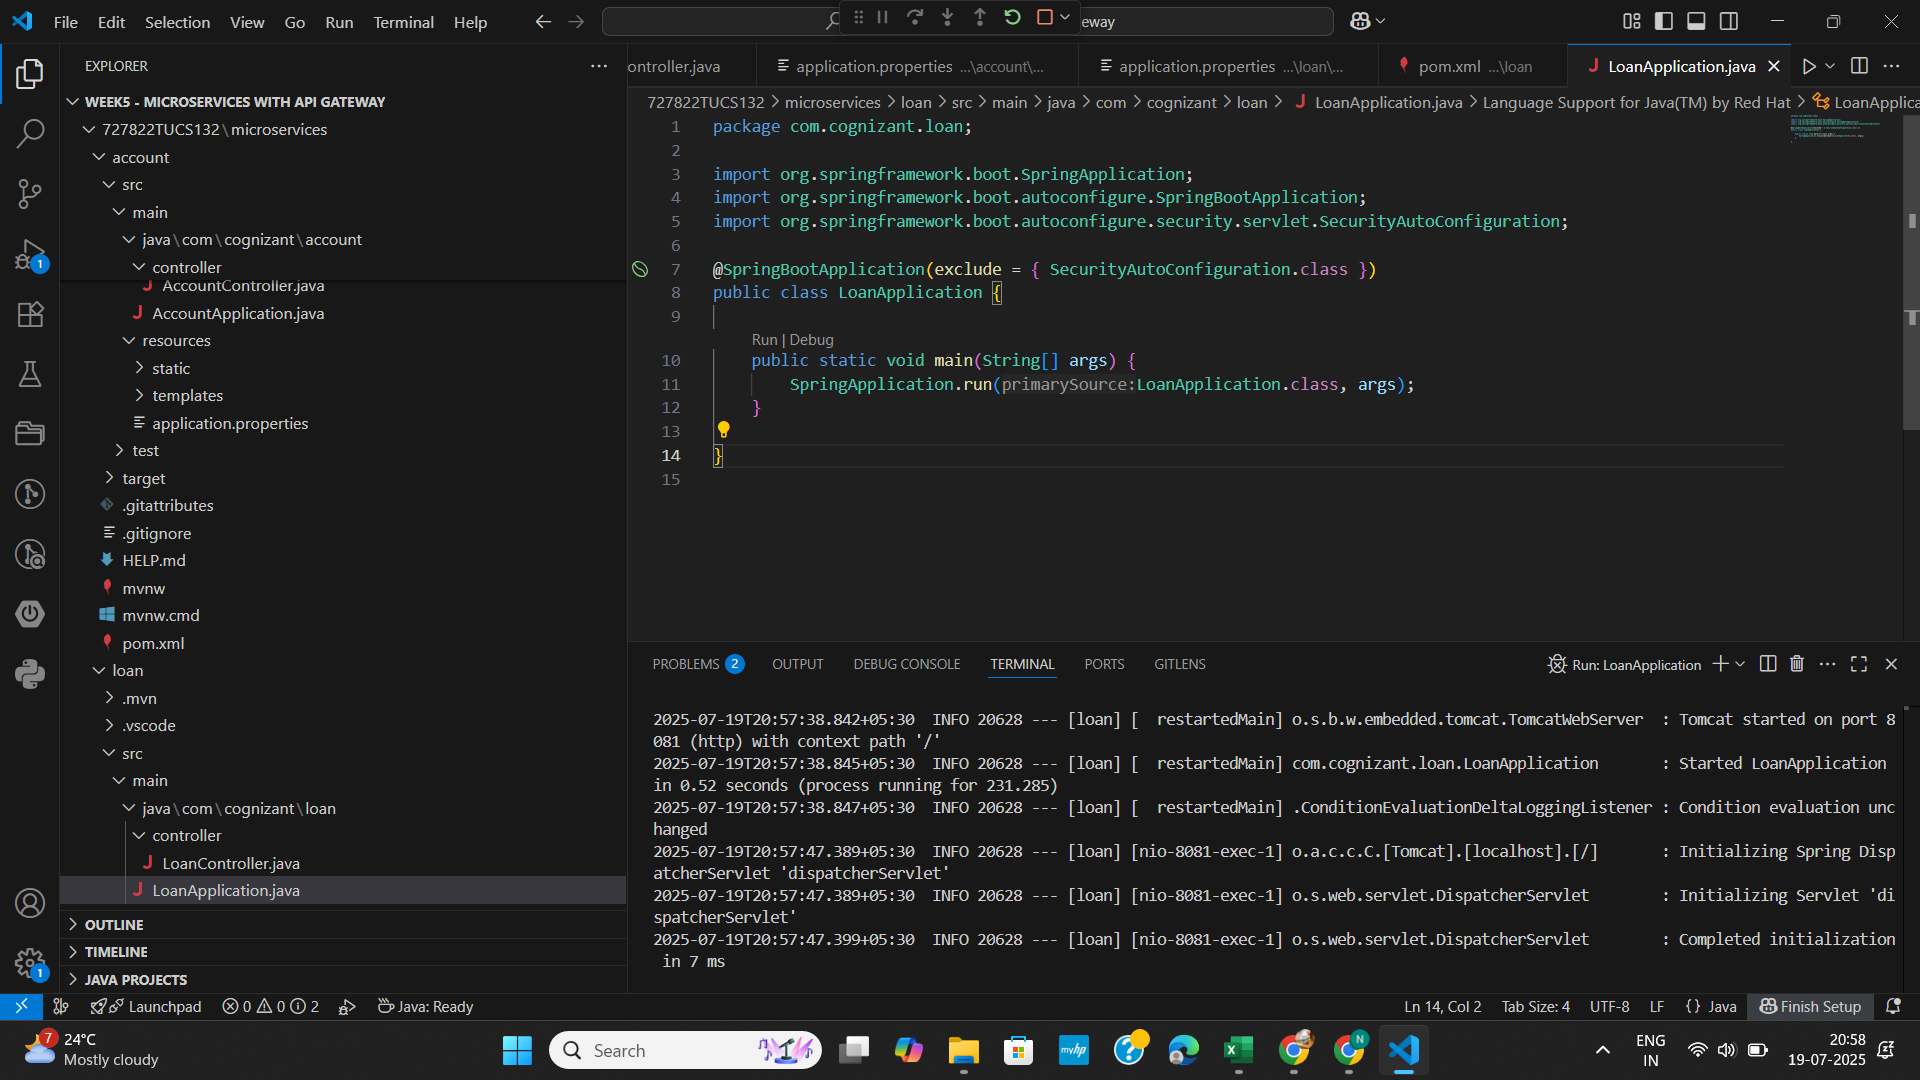 File Edit Selection View Go Run Terminal Help
eway
EXPLORER
WEEK5 - MICROSERVICES WITH API GATEWAY
727822TUCS132\microservices
account
src
main
java\com\cognizant\account
controller
AccountController.java
AccountApplication.java
resources
static
templates
application.properties
test
target
.gitattributes
.gitignore
HELP.md
mvnw
mvnw.cmd
pom.xml
loan
.mvn
.vscode
src
main
java\com\cognizant\loan
controller
LoanController.java
LoanApplication.java
OUTLINE
TIMELINE
JAVA PROJECTS
1
1
ontroller.java application.properties ...\account\... application.properties ...\loan\... pom.xml ...\loan LoanApplication.java
727822TUCS132 > microservices > loan > src > main > java > com > cognizant > loan > LoanApplication.java > Language Support for Java(TM) by Red Hat > LoanApplica
1 package com.cognizant.loan;
2
3 import org.springframework.boot.SpringApplication;
4 import org.springframework.boot.autoconfigure.SpringBootApplication;
5 import org.springframework.boot.autoconfigure.security.servlet.SecurityAutoConfiguration;
6
7 @SpringBootApplication(exclude = { SecurityAutoConfiguration.class })
8 public class LoanApplication {
9
Run | Debug
10 public static void main(String[] args) {
11 SpringApplication.run(primarySource:LoanApplication.class, args);
12 }
13
14 }
15
PROBLEMS 2 OUTPUT DEBUG CONSOLE TERMINAL PORTS GITLENS Run: LoanApplication
2025-07-19T20:57:38.842+05:30 INFO 20628 --- [loan] [ restartedMain] o.s.b.w.embedded.tomcat.TomcatWebServer : Tomcat started on port 8
081 (http) with context path '/'
2025-07-19T20:57:38.845+05:30 INFO 20628 --- [loan] [ restartedMain] com.cognizant.loan.LoanApplication : Started LoanApplication
in 0.52 seconds (process running for 231.285)
2025-07-19T20:57:38.847+05:30 INFO 20628 --- [loan] [ restartedMain] .ConditionEvaluationDeltaLoggingListener : Condition evaluation unc
hanged
2025-07-19T20:57:47.389+05:30 INFO 20628 --- [loan] [nio-8081-exec-1] o.a.c.c.C.[Tomcat].[localhost].[/] : Initializing Spring Disp
atcherServlet 'dispatcherServlet'
2025-07-19T20:57:47.389+05:30 INFO 20628 --- [loan] [nio-8081-exec-1] o.s.web.servlet.DispatcherServlet : Initializing Servlet 'di
spatcherServlet'
2025-07-19T20:57:47.399+05:30 INFO 20628 --- [loan] [nio-8081-exec-1] o.s.web.servlet.DispatcherServlet : Completed initialization
in 7 ms
Launchpad 0 0 2 Java: Ready Ln 14, Col 2 Tab Size: 4 UTF-8 LF {} Java Finish Setup
7 24°C
Mostly cloudy
Search
myhp
N
ENG
IN
20:58
19-07-2025